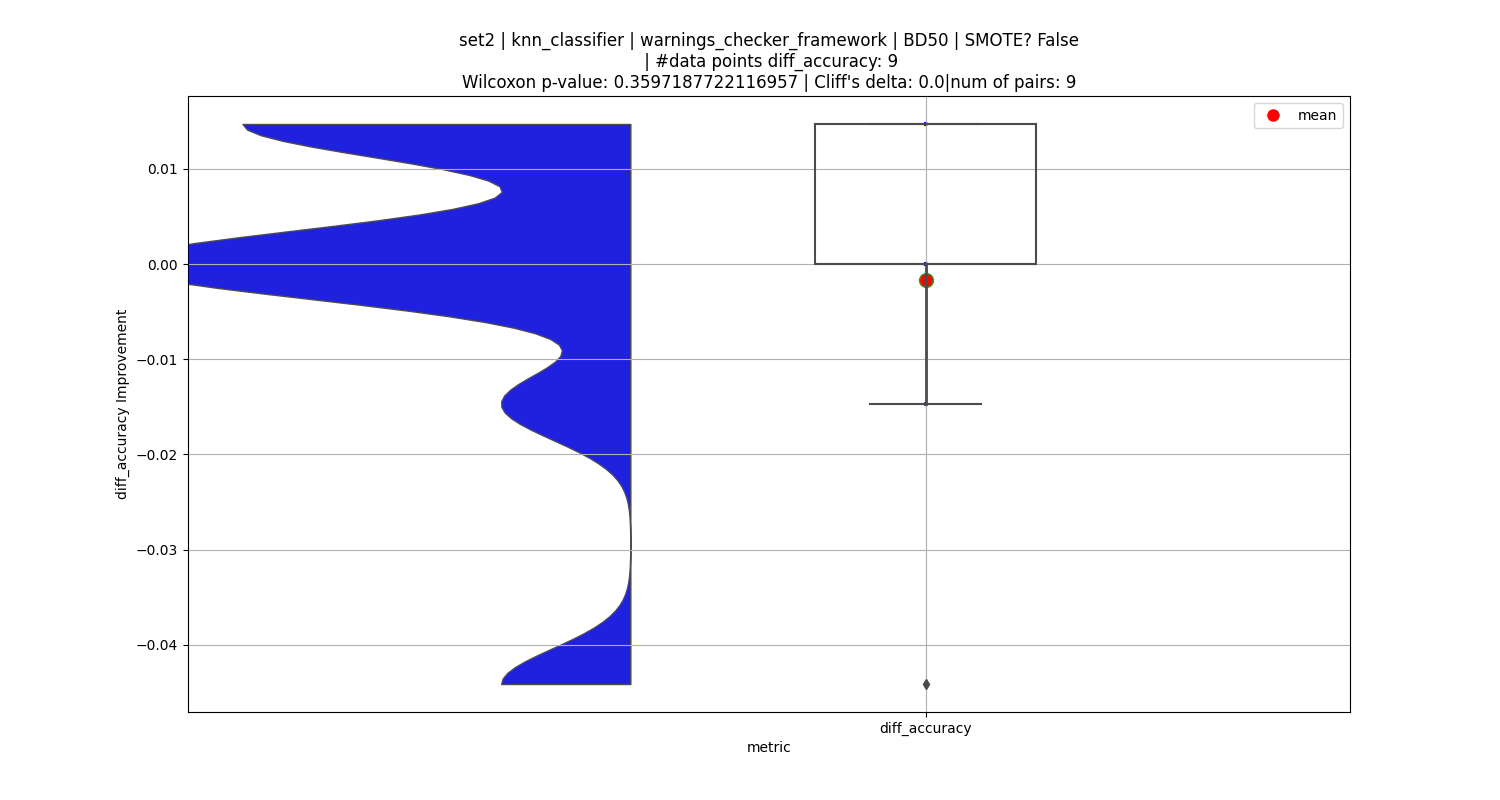 set2 | knn_classifier | warnings_checker_framework | BD50 | SMOTE? False
| #data points diff_accuracy: 9
Wilcoxon p-value: 0.3597187722116957 | Cliff's delta: 0.0|num of pairs: 9
mean
0.01
0.00
−0.01
−0.02
−0.03
−0.04
diff_accuracy Improvement
diff_accuracy
metric